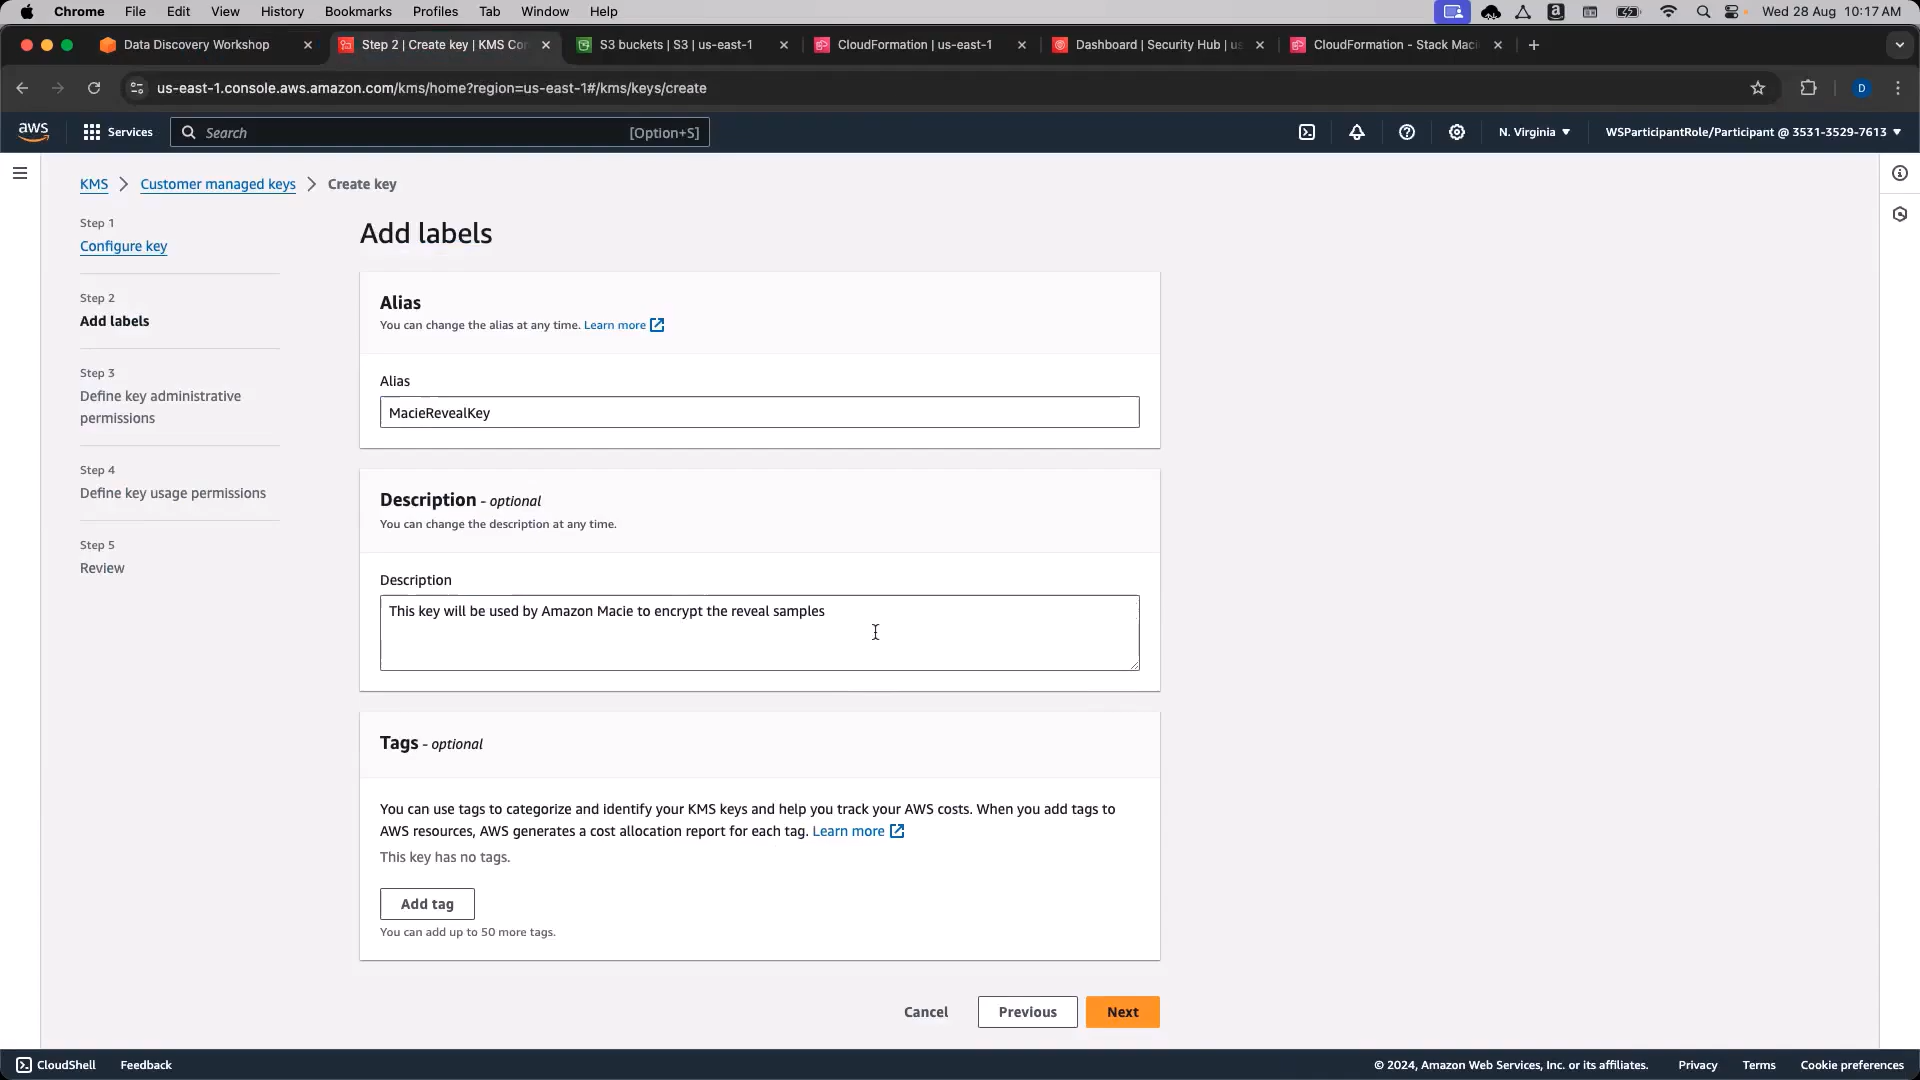 Chrome File Edit View History Bookmarks Profiles Tab Window Help
Wed 28 Aug 10:17 AM
Data Discovery Workshop
Step 2 | Create key | KMS Co
S3 buckets | S3 | us-east-1
CloudFormation | us-east-1
Dashboard | Security Hub | us
CloudFormation - Stack Maci
us-east-1.console.aws.amazon.com/kms/home?region=us-east-1#/kms/keys/create
D
aws
Services
Search
[Option+S]
N. Virginia
WSParticipantRole/Participant @ 3531-3529-7613
KMS
Customer managed keys
Create key
Step 1
Configure key
Step 2
Add labels
Step 3
Define key administrative
permissions
Step 4
Define key usage permissions
Step 5
Review
Add labels
Alias
You can change the alias at any time. Learn more
Alias
MacieRevealKey
Description - optional
You can change the description at any time.
Description
This key will be used by Amazon Macie to encrypt the reveal samples
Tags - optional
You can use tags to categorize and identify your KMS keys and help you track your AWS costs. When you add tags to
AWS resources, AWS generates a cost allocation report for each tag. Learn more
This key has no tags.
Add tag
You can add up to 50 more tags.
Cancel
Previous
Next
CloudShell
Feedback
© 2024, Amazon Web Services, Inc. or its affiliates.
Privacy
Terms
Cookie preferences